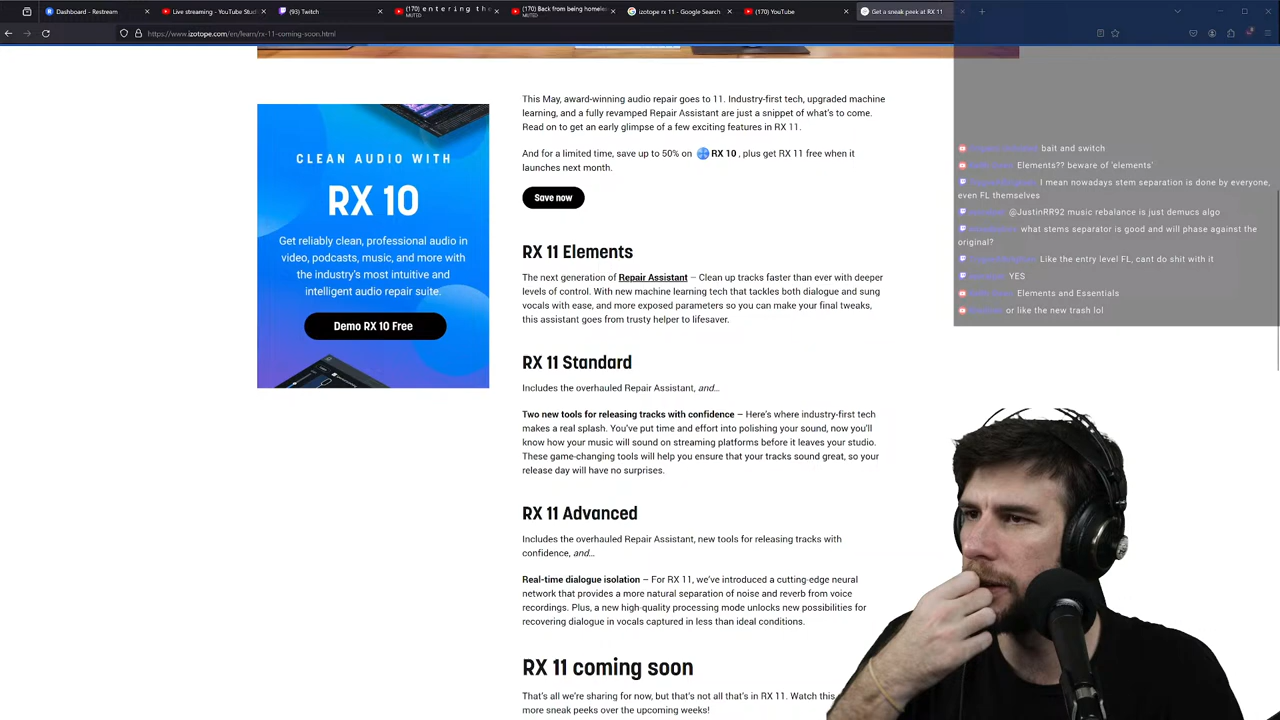 Dashboard - Restream
Live streaming - YouTube Stud
(93) Twitch
(170) e n t e r i n g t h e
MUTED
(170) Back from being homele
MUTED
izotope rx 11 - Google Search
(170) YouTube
Get a sneak peek at RX 11
https://www.izotope.com/en/learn/rx-11-coming-soon.html
CLEAN AUDIO WITH
RX 10
Get reliably clean, professional audio in
video, podcasts, music, and more with
the industry's most intuitive and
intelligent audio repair suite.
Demo RX 10 Free
This May, award-winning audio repair goes to 11. Industry-first tech, upgraded machine
learning, and a fully revamped Repair Assistant are just a snippet of what's to come.
Read on to get an early glimpse of a few exciting features in RX 11.
And for a limited time, save up to 50% on RX 10 , plus get RX 11 free when it
launches next month.
Save now
RX 11 Elements
The next generation of Repair Assistant – Clean up tracks faster than ever with deeper
levels of control. With new machine learning tech that tackles both dialogue and sung
vocals with ease, and more exposed parameters so you can make your final tweaks,
this assistant goes from trusty helper to lifesaver.
RX 11 Standard
Includes the overhauled Repair Assistant, and…
Two new tools for releasing tracks with confidence – Here's where industry-first tech
makes a real splash. You've put time and effort into polishing your sound, now you'll
know how your music will sound on streaming platforms before it leaves your studio.
These game-changing tools will help you ensure that your tracks sound great, so your
release day will have no surprises.
RX 11 Advanced
Includes the overhauled Repair Assistant, new tools for releasing tracks with
confidence, and…
Real-time dialogue isolation – For RX 11, we've introduced a cutting-edge neural
network that provides a more natural separation of noise and reverb from voice
recordings. Plus, a new high-quality processing mode unlocks new possibilities for
recovering dialogue in vocals captured in less than ideal conditions.
RX 11 coming soon
That's all we're sharing for now, but that's not all that's in RX 11. Watch this
more sneak peeks over the upcoming weeks!
bait and switch
Elements?? beware of 'elements'
I mean nowadays stem separation is done by everyone,
even FL themselves
@JustinRR92 music rebalance is just demucs algo
what stems separator is good and will phase against the
original?
Like the entry level FL, cant do shit with it
YES
Elements and Essentials
or like the new trash lol